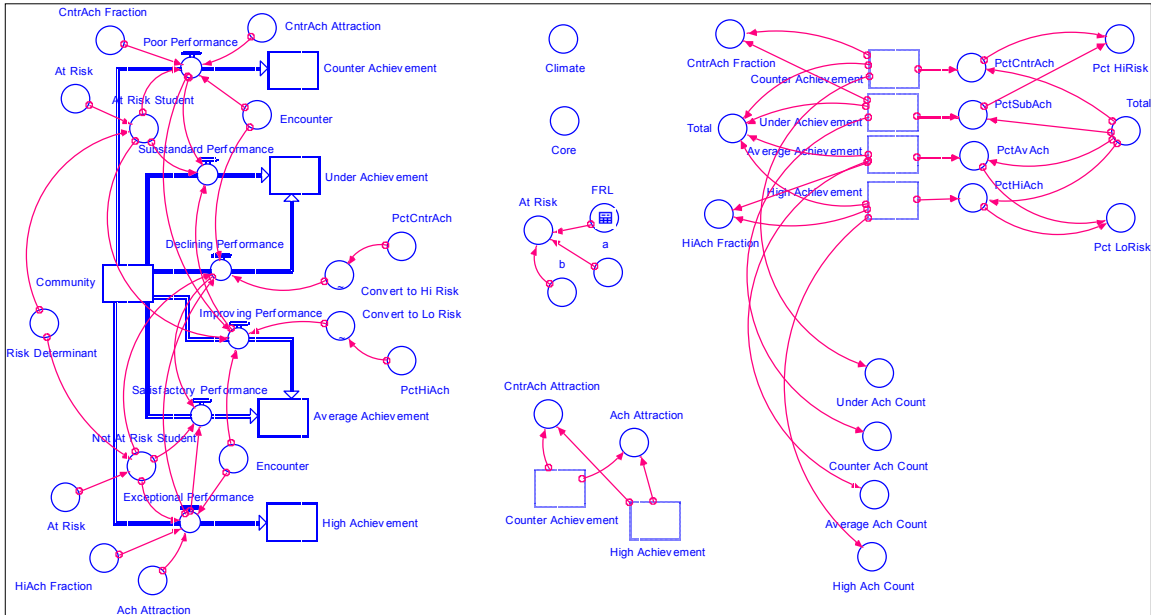 CntrAch Fraction
CntrAch Attraction
Poor Performance
Counter Achievement
At Risk
At Risk Student
Encounter
Substandard Performance
Under Achievement
PctCntrAch
Declining Performance
Community
Convert to Hi Risk
Improving Performance
Convert to Lo Risk
Risk Determinant
PctHiAch
Satisfactory Performance
Average Achievement
Not At Risk Student
Encounter
Exceptional Performance
At Risk
High Achievement
HiAch Fraction
Ach Attraction
Climate
Core
FRL
At Risk
a
b
~
~
CntrAch Attraction
Ach Attraction
Counter Achievement
High Achievement
CntrAch Fraction
Counter Achievement
PctCntrAch
Pct HiRisk
Total
Under Achievement
PctSubAch
Total
Average Achievement
PctAvAch
High Achievement
PctHiAch
HiAch Fraction
Pct LoRisk
Under Ach Count
Counter Ach Count
Average Ach Count
High Ach Count